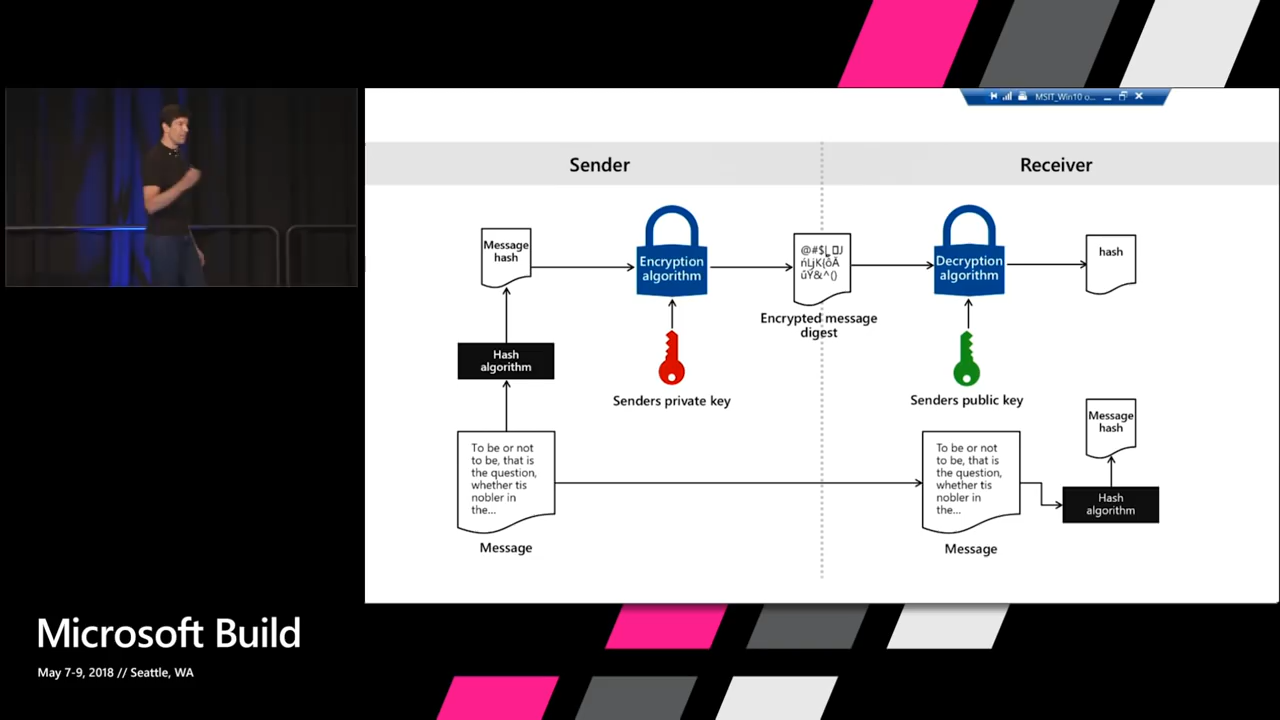 MSIT_Win10 o...
Sender
Receiver
Message
hash
Encryption
algorithm
Decryption
algorithm
hash
Encrypted message
digest
Hash
algorithm
Senders private key
Senders public key
Message
hash
To be or not
to be, that is
the question,
whether tis
nobler in
the...
To be or not
to be, that is
the question,
whether tis
nobler in
the...
Hash
algorithm
Message
Message
Microsoft Build
May 7-9, 2018 // Seattle, WA